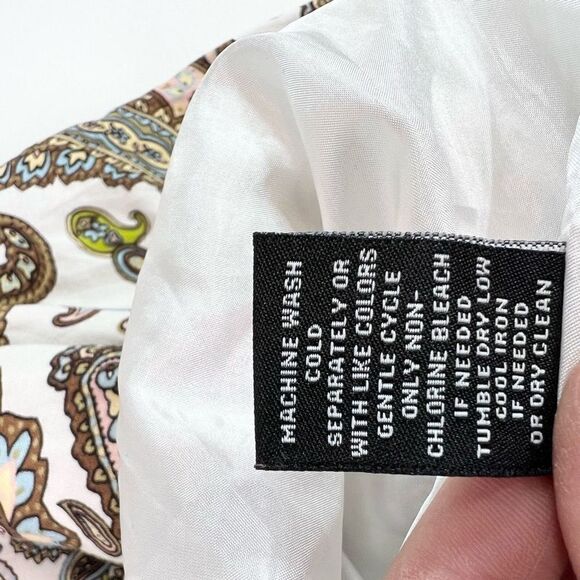 MACHINE WASH
COLD
SEPARATELY OR
WITH LIKE COLORS
GENTLE CYCLE
ONLY NON-
CHLORINE BLEACH
IF NEEDED
TUMBLE DRY LOW
COOL IRON
IF NEEDED
OR DRY CLEAN